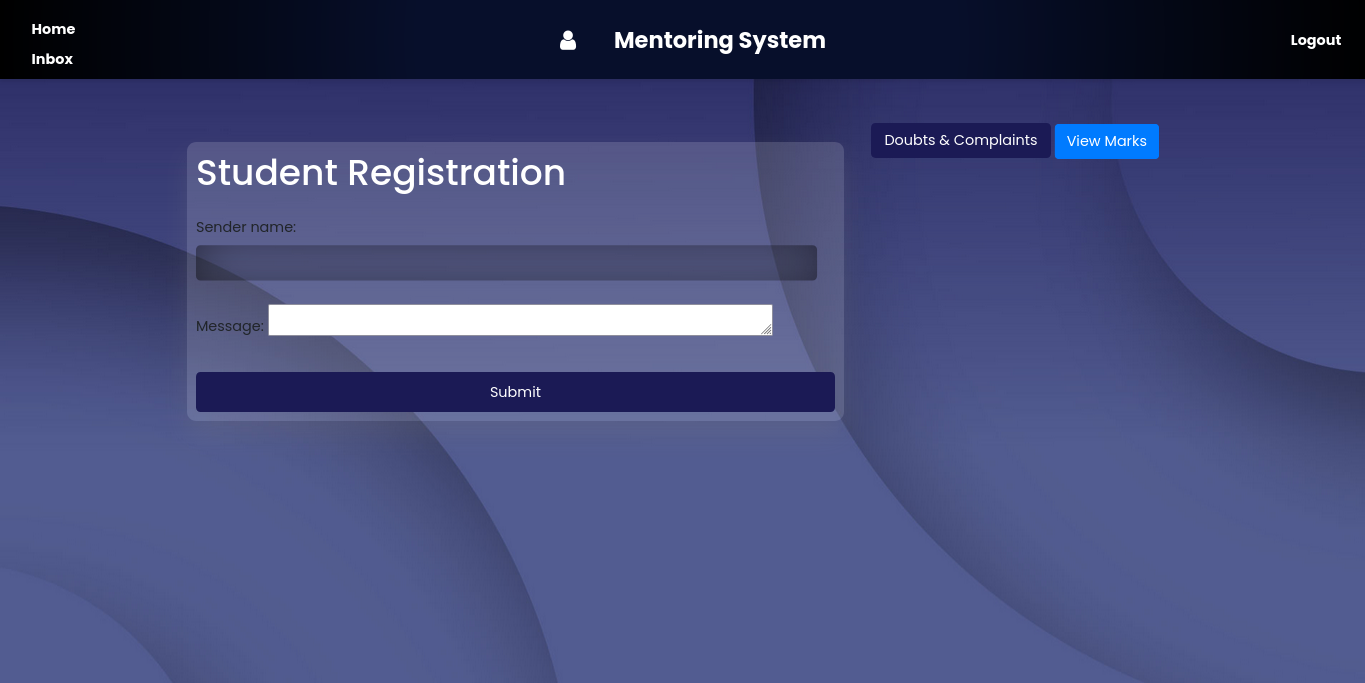 Home
Inbox
Mentoring System
Logout
Doubts & Complaints
View Marks
Student Registration
Sender name:
Message:
Submit